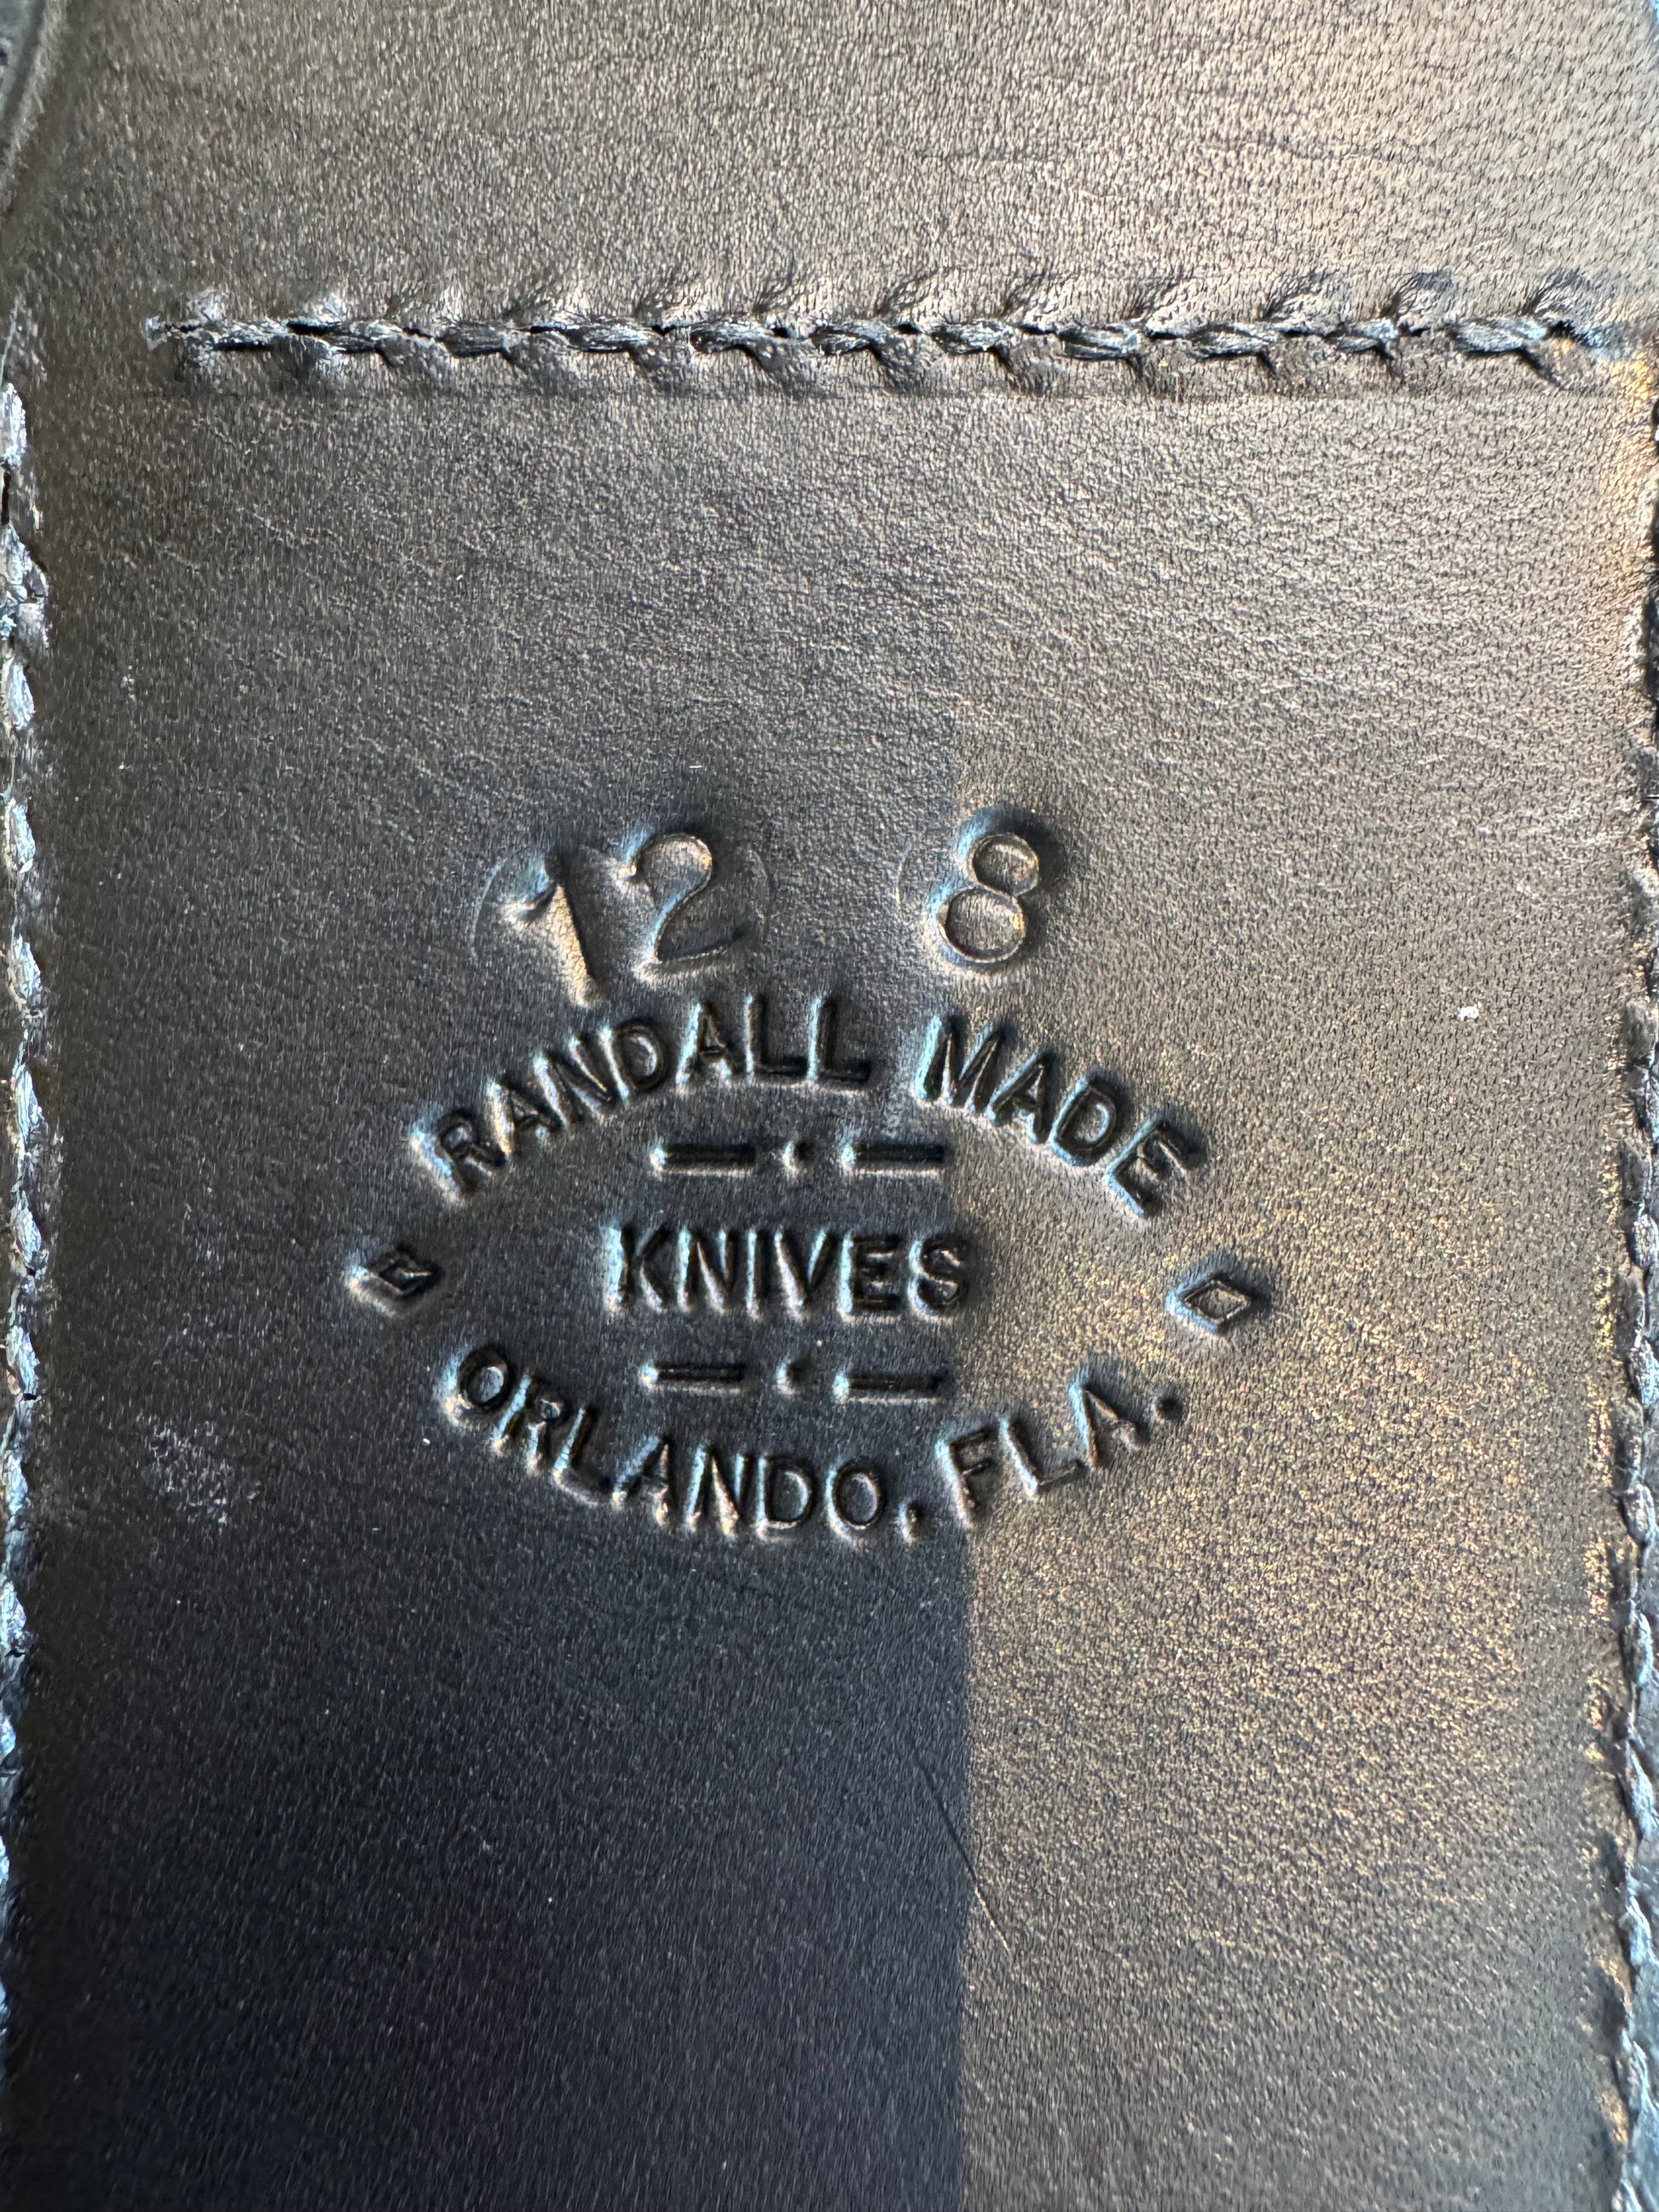 12 8
RANDALL MADE
KNIVES
ORLANDO, FLA.